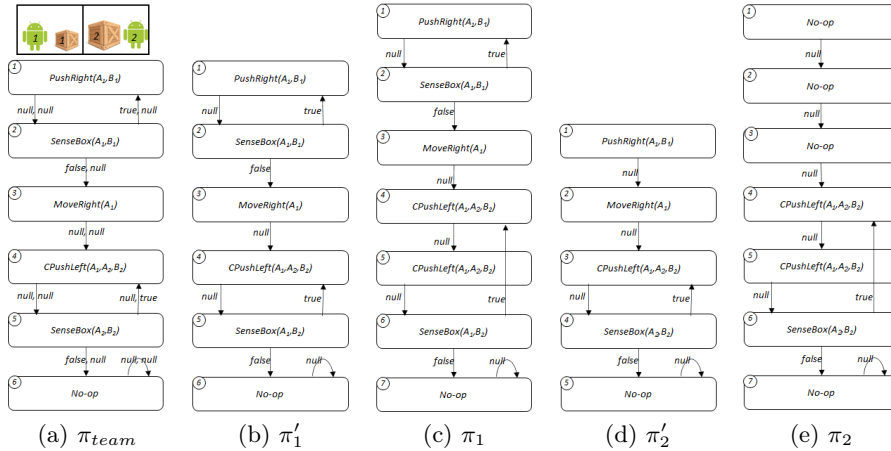 1 1 2 2
1
PushRight(A₁,B₁)
null, null true, null
2
SenseBox(A₁,B₁)
false, null
3
MoveRight(A₁)
null, null
4
CPushLeft(A₁,A₂,B₂)
null, null null, true
5
SenseBox(A₂,B₂)
false, null null, null
6
No-op
(a) π_team
1
PushRight(A₁,B₁)
null true
2
SenseBox(A₁,B₁)
false
3
MoveRight(A₁)
null
4
CPushLeft(A₁,A₂,B₂)
null true
5
SenseBox(A₁,B₂)
false null
6
No-op
(b) π′₁
1
PushRight(A₁,B₁)
null true
2
SenseBox(A₁,B₁)
false
3
MoveRight(A₁)
null
4
CPushLeft(A₁,A₂,B₂)
null
5
CPushLeft(A₁,A₂,B₂)
null true
6
SenseBox(A₁,B₂)
false null
7
No-op
(c) π₁
1
PushRight(A₁,B₁)
null
2
MoveRight(A₁)
null
3
CPushLeft(A₁,A₂,B₂)
null true
4
SenseBox(A₂,B₂)
false null
5
No-op
(d) π′₂
1
No-op
null
2
No-op
null
3
No-op
null
4
CPushLeft(A₁,A₂,B₂)
null
5
CPushLeft(A₁,A₂,B₂)
null true
6
SenseBox(A₂,B₂)
false null
7
No-op
(e) π₂